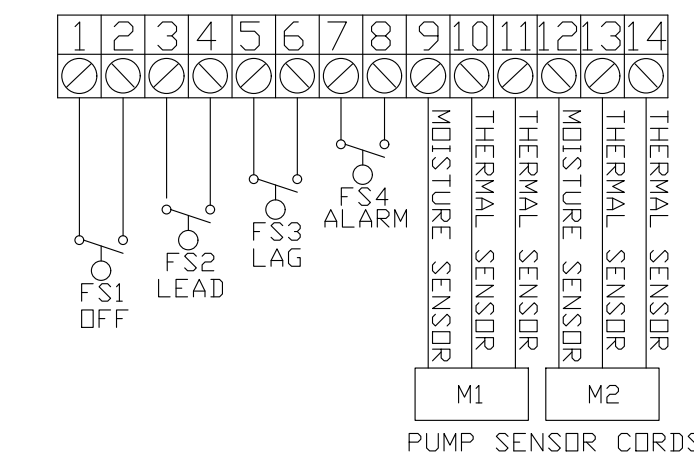 1 2 3 4 5 6 7 8 9 10 11 12 13 14
FS1
OFF
FS2
LEAD
FS3
LAG
FS4
ALARM
MOISTURE SENSOR
THERMAL SENSOR
THERMAL SENSOR
MOISTURE SENSOR
THERMAL SENSOR
THERMAL SENSOR
M1
M2
PUMP SENSOR CORDS